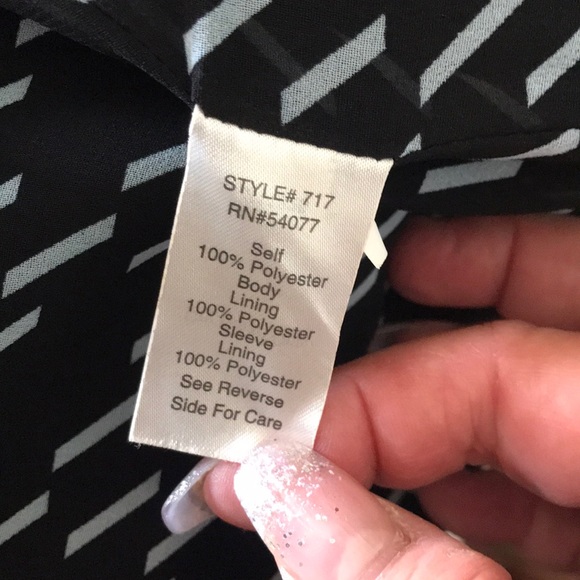 STYLE# 717
RN#54077
Self
100% Polyester
Body
Lining
100% Polyester
Sleeve
Lining
100% Polyester
See Reverse
Side For Care